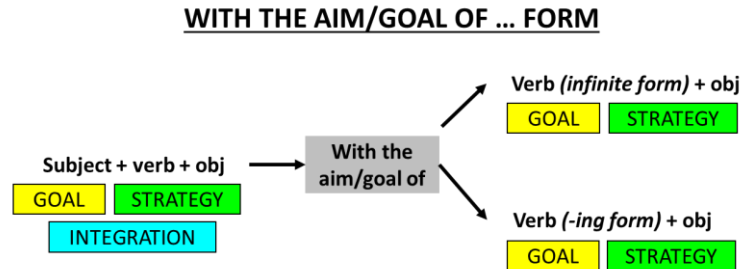 WITH THE AIM/GOAL OF ... FORM
Subject + verb + obj
GOAL STRATEGY
INTEGRATION
With the
aim/goal of
Verb (infinite form) + obj
GOAL STRATEGY
Verb (-ing form) + obj
GOAL STRATEGY